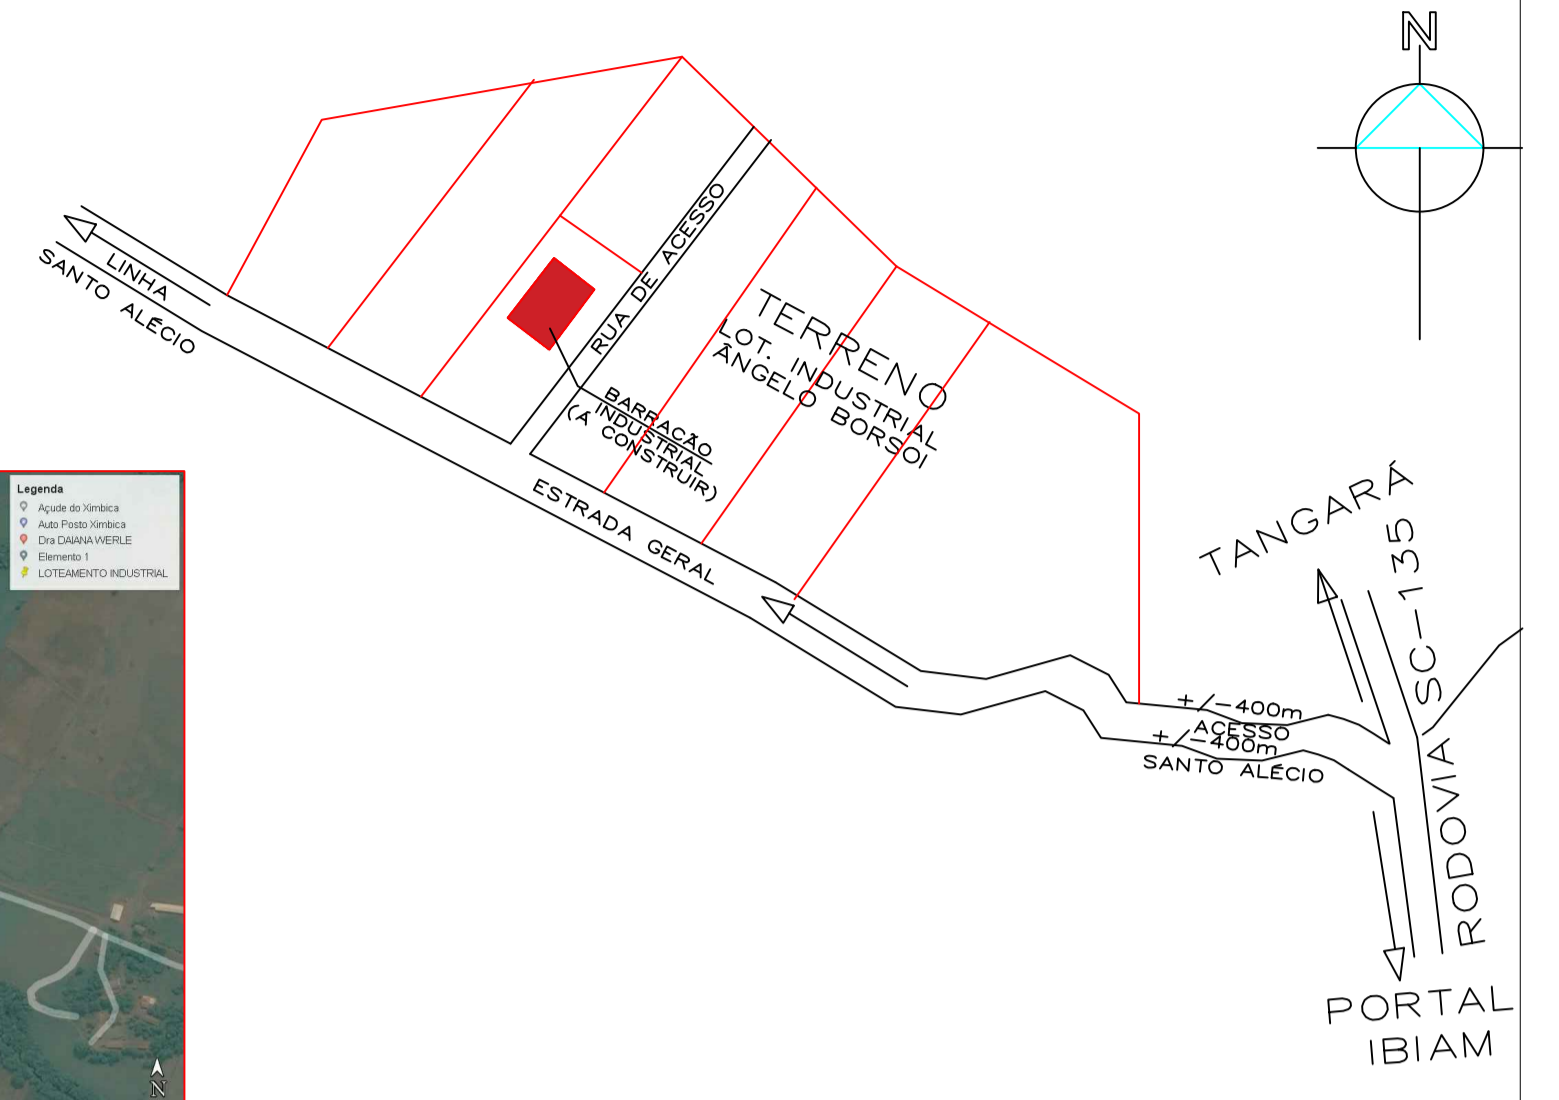 N
LINHA
SANTO ALÉCIO
RUA DE ACESSO
TERRENO
LOT. INDUSTRIAL
ÂNGELO BORSOI
BARRACÃO
INDUSTRIAL
(Á CONSTRUIR)
ESTRADA GERAL
TANGARÁ
RODOVIA SC-135
+/-400m
ACESSO
+/-400m
SANTO ALÉCIO
PORTAL
IBIAM
Legenda
Açude do Ximbica
Auto Posto Ximbica
Dra DAIANA WERLE
Elemento 1
LOTEAMENTO INDUSTRIAL
N